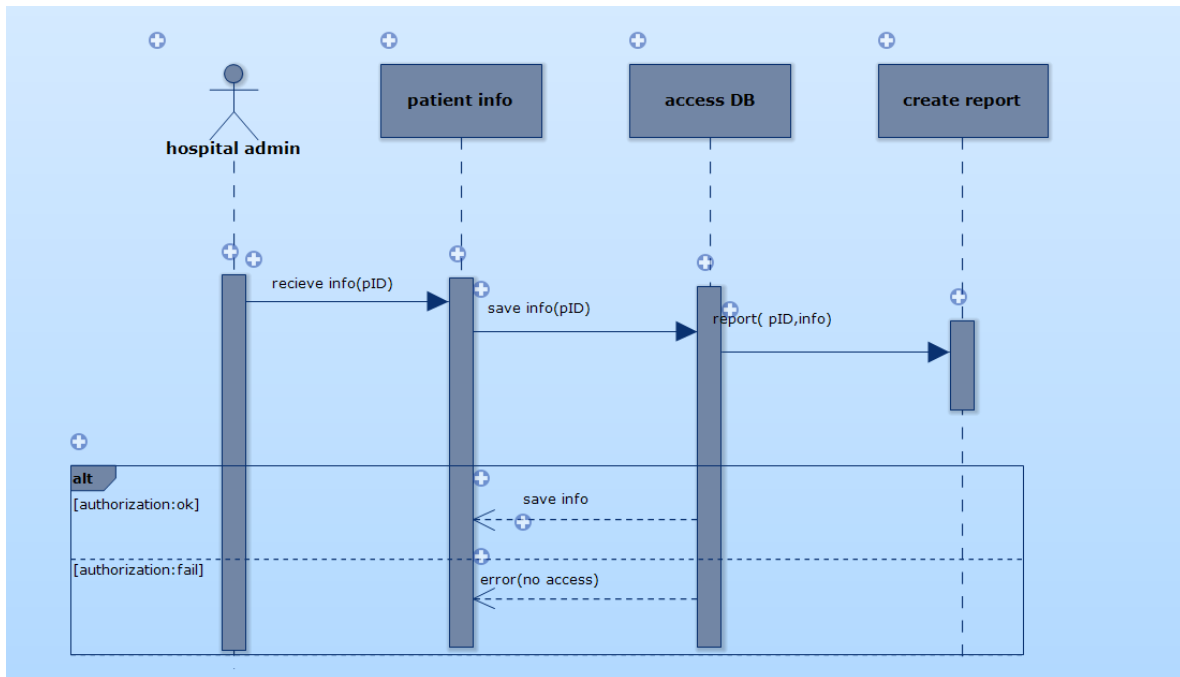 patient info
access DB
create report
hospital admin
recieve info(pID)
save info(pID)
report( pID,info)
alt
[authorization:ok]
save info
[authorization:fail]
error(no access)